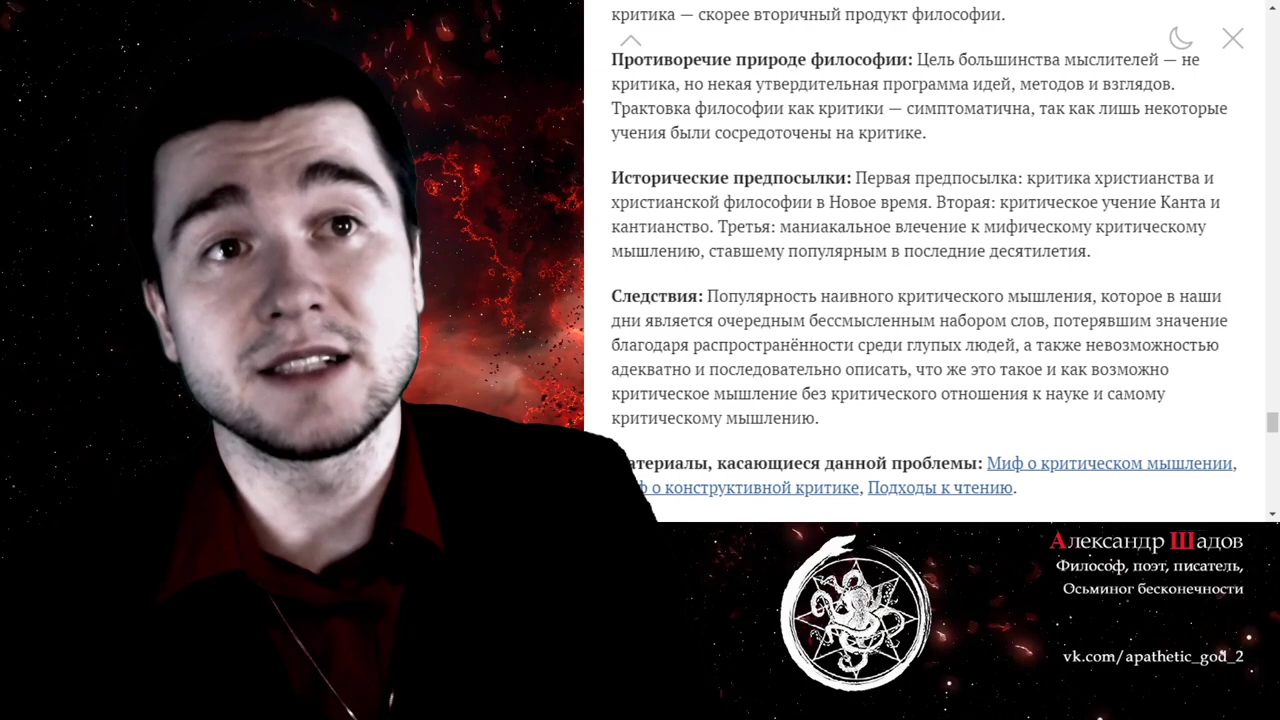 критика — скорее вторичный продукт философии.
Противоречие природе философии: Цель большинства мыслителей — не
критика, но некая утвердительная программа идей, методов и взглядов.
Трактовка философии как критики — симптоматична, так как лишь некоторые
учения были сосредоточены на критике.
Исторические предпосылки: Первая предпосылка: критика христианства и
христианской философии в Новое время. Вторая: критическое учение Канта и
кантианство. Третья: маниакальное влечение к мифическому критическому
мышлению, ставшему популярным в последние десятилетия.
Следствия: Популярность наивного критического мышления, которое в наши
дни является очередным бессмысленным набором слов, потерявшим значение
благодаря распространённости среди глупых людей, а также невозможностью
адекватно и последовательно описать, что же это такое и как возможно
критическое мышление без критического отношения к науке и самому
критическому мышлению.
атериалы, касающиеся данной проблемы: Миф о критическом мышлении,
ф о конструктивной критике, Подходы к чтению.
Александр Шадов
Философ, поэт, писатель,
Осьминог бесконечности
vk.com/apathetic_god_2